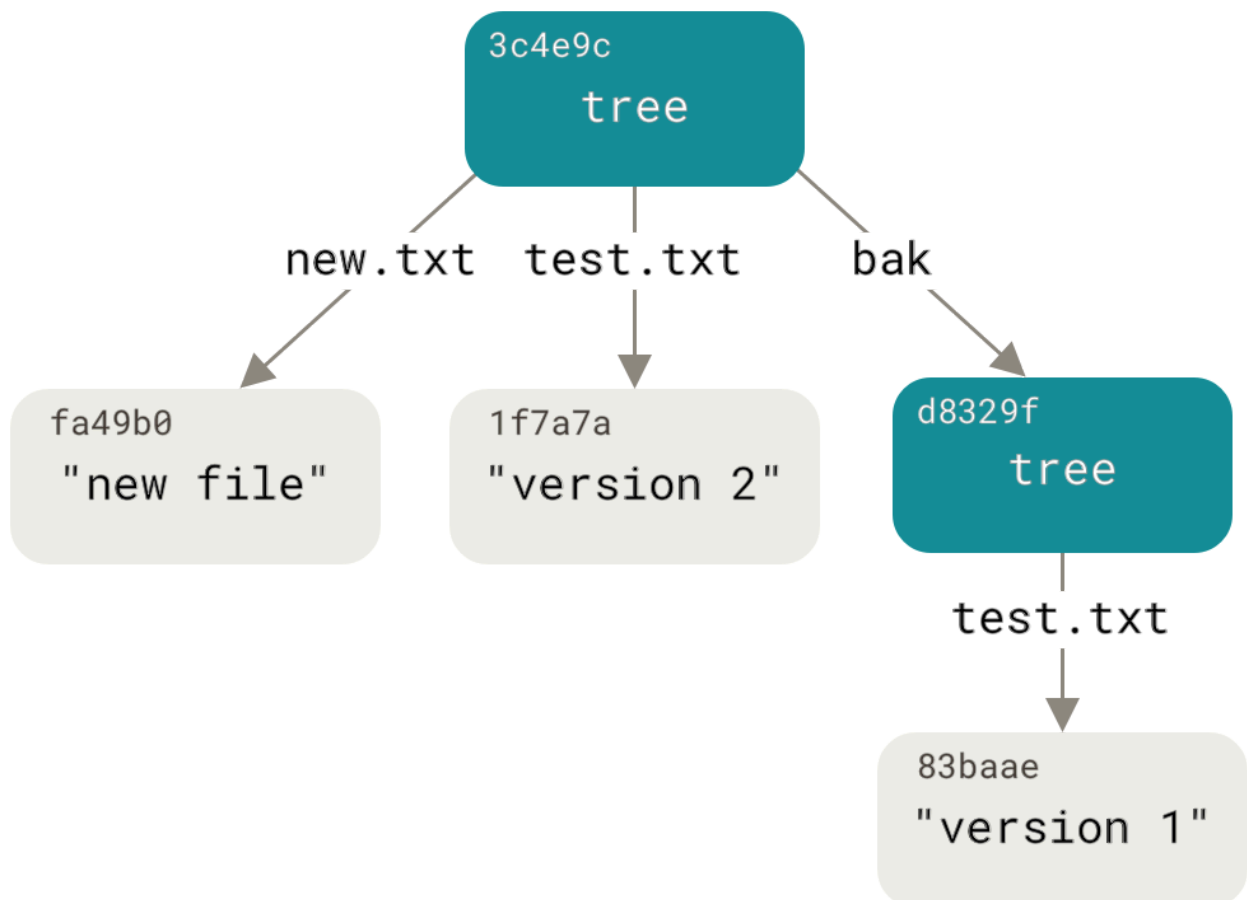 3c4e9c
tree
new.txt
test.txt
bak
fa49b0
"new file"
1f7a7a
"version 2"
d8329f
tree
test.txt
83baae
"version 1"